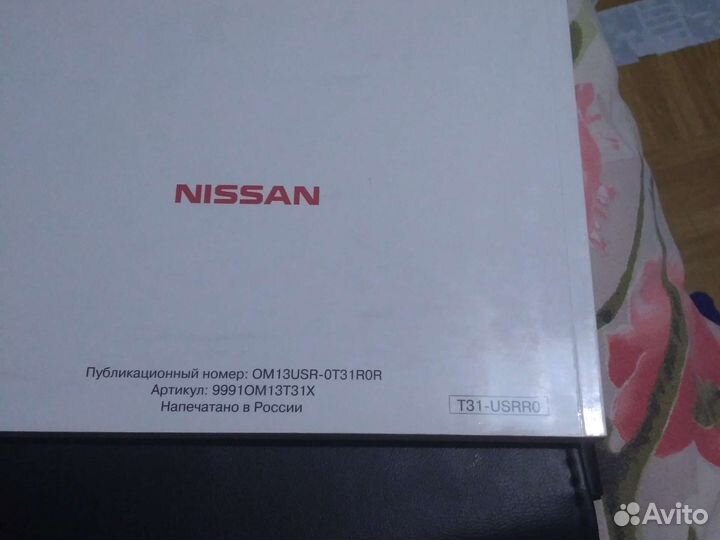 NISSAN
Публикационный номер: OM13USR-0T31R0R
Артикул: 9991OM13T31X
Напечатано в России
T31-USRR0
Avito